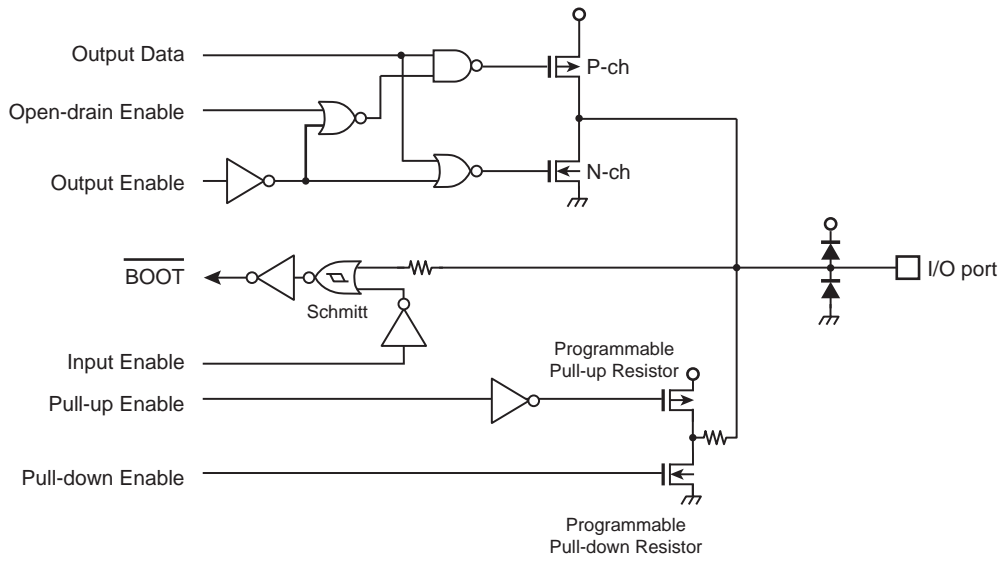 Output Data
P-ch
Open-drain Enable
N-ch
Output Enable
BOOT
I/O port
Schmitt
Input Enable
Programmable
Pull-up Resistor
Pull-up Enable
Pull-down Enable
Programmable
Pull-down Resistor